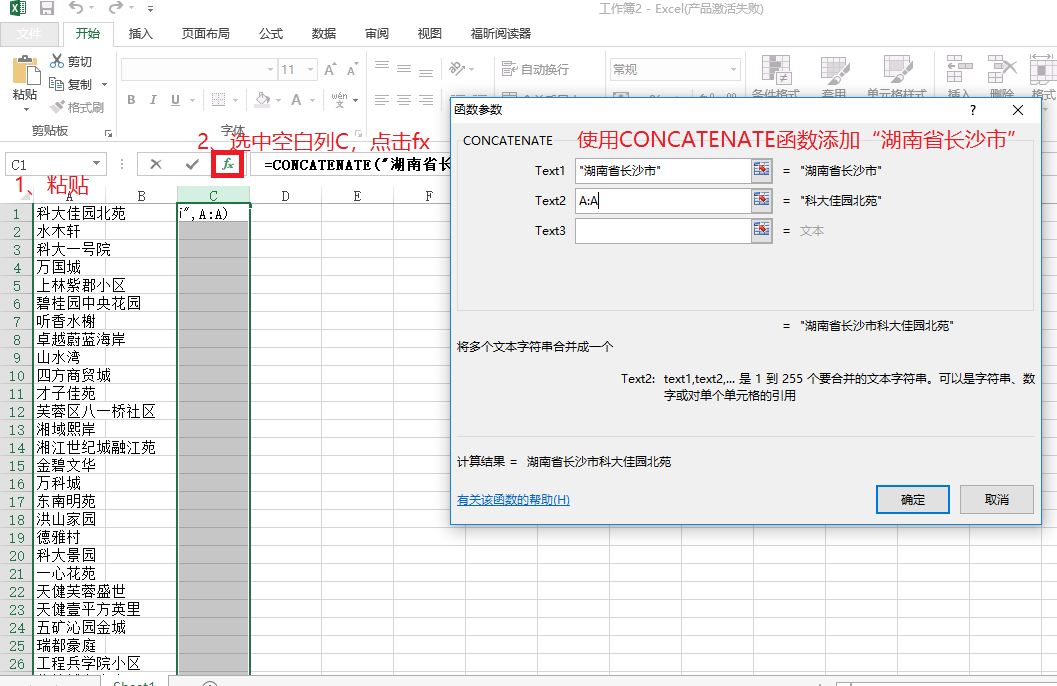 工作簿2 - Excel(产品激活失败)
文件 开始 插入 页面布局 公式 数据 审阅 视图 福昕阅读器
粘贴 剪切 复制 格式刷
11 A A
B I U A wén
自动换行
常规
条件格式 套用 单元格样式 插入 删除 格式
剪贴板 字体
2、选中空白列C，点击fx
C1 fx =CONCATENATE("湖南省长
1、粘贴
A B C D E F
1 科大佳园北苑 i",A:A)
2 水木轩
3 科大一号院
4 万国城
5 上林紫郡小区
6 碧桂园中央花园
7 听香水榭
8 卓越蔚蓝海岸
9 山水湾
10 四方商贸城
11 才子佳苑
12 芙蓉区八一桥社区
13 湘域熙岸
14 湘江世纪城融江苑
15 金碧文华
16 万科城
17 东南明苑
18 洪山家园
19 德雅村
20 科大景园
21 一心花苑
22 天健芙蓉盛世
23 天健壹平方英里
24 五矿沁园金城
25 瑞都豪庭
26 工程兵学院小区
Sheet1
函数参数 ?
CONCATENATE 使用CONCATENATE函数添加“湖南省长沙市”
Text1 "湖南省长沙市" = "湖南省长沙市"
Text2 A:A = "科大佳园北苑"
Text3 = 文本
= "湖南省长沙市科大佳园北苑"
将多个文本字符串合并成一个
Text2: text1,text2,... 是 1 到 255 个要合并的文本字符串。可以是字符串、数
字或对单个单元格的引用
计算结果 = 湖南省长沙市科大佳园北苑
有关该函数的帮助(H) 确定 取消